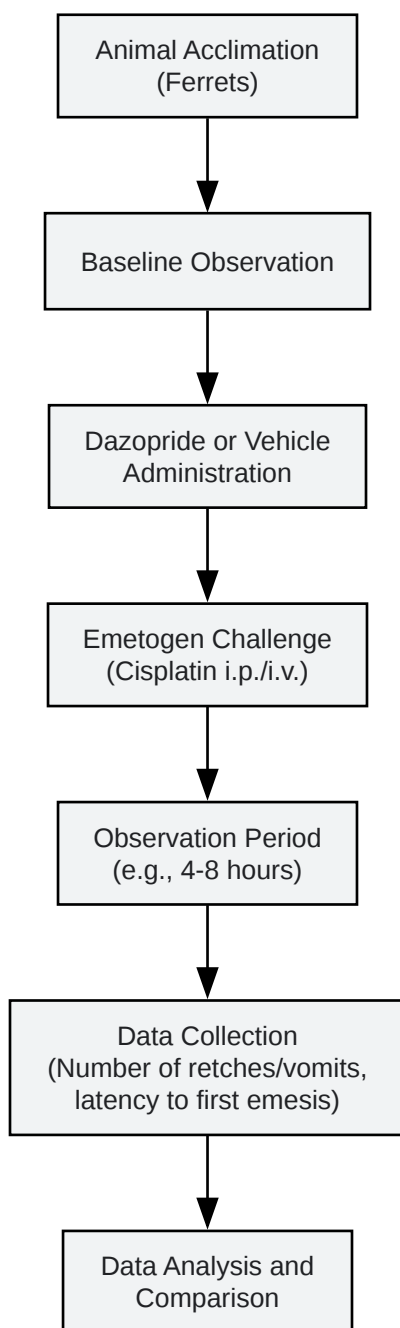 Animal Acclimation
(Ferrets)
Baseline Observation
Dazopride or Vehicle
Administration
Emetogen Challenge
(Cisplatin i.p./i.v.)
Observation Period
(e.g., 4-8 hours)
Data Collection
(Number of retches/vomits,
latency to first emesis)
Data Analysis and
Comparison